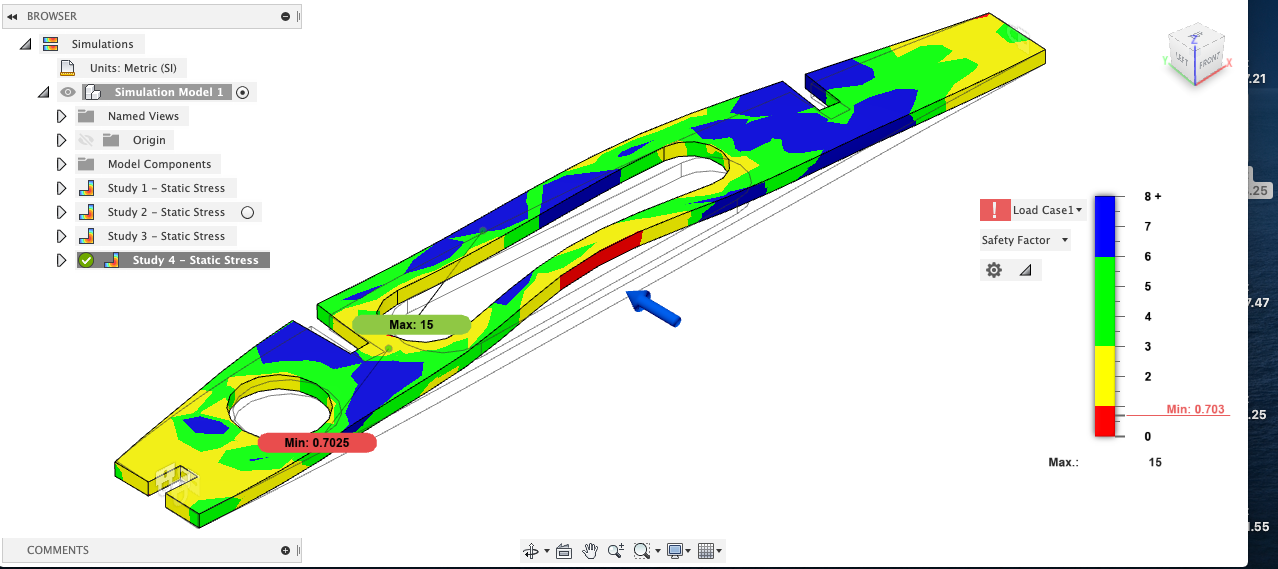 BROWSER
Simulations
Units: Metric (SI)
Simulation Model 1
Named Views
Origin
Model Components
Study 1 – Static Stress
Study 2 – Static Stress
Study 3 – Static Stress
Study 4 – Static Stress
Max: 15
Min: 0.7025
Z
Y
X
LEFT
FRONT
Load Case1
Safety Factor
8 +
7
6
5
4
3
2
Min: 0.703
0
Max.: 15
7.21
.25
7.47
.25
1.55
COMMENTS